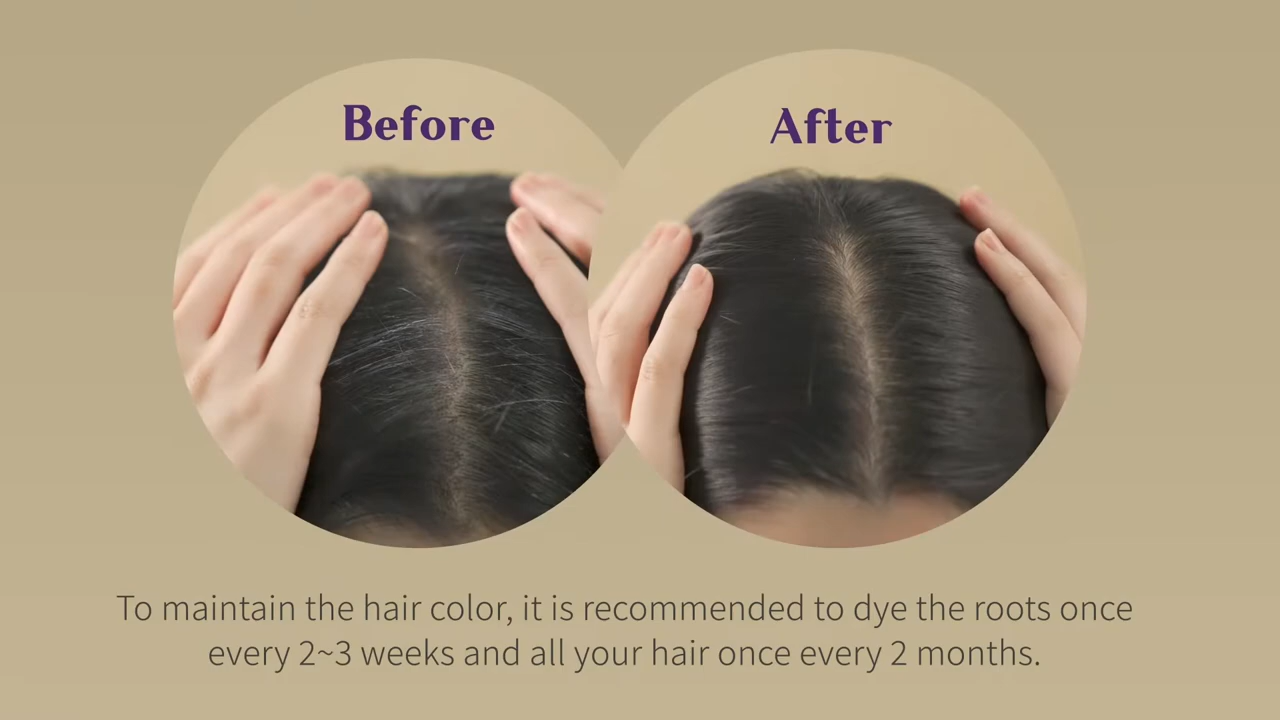 Before
After
To maintain the hair color, it is recommended to dye the roots once
every 2~3 weeks and all your hair once every 2 months.